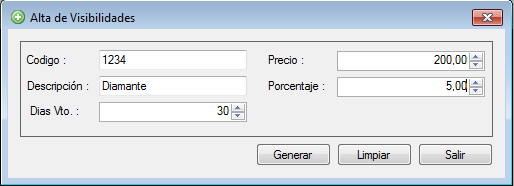 Alta de Visibilidades
Codigo : 1234 Precio : 200,00
Descripción : Diamante Porcentaje : 5,00
Dias Vto. : 30
Generar Limpiar Salir